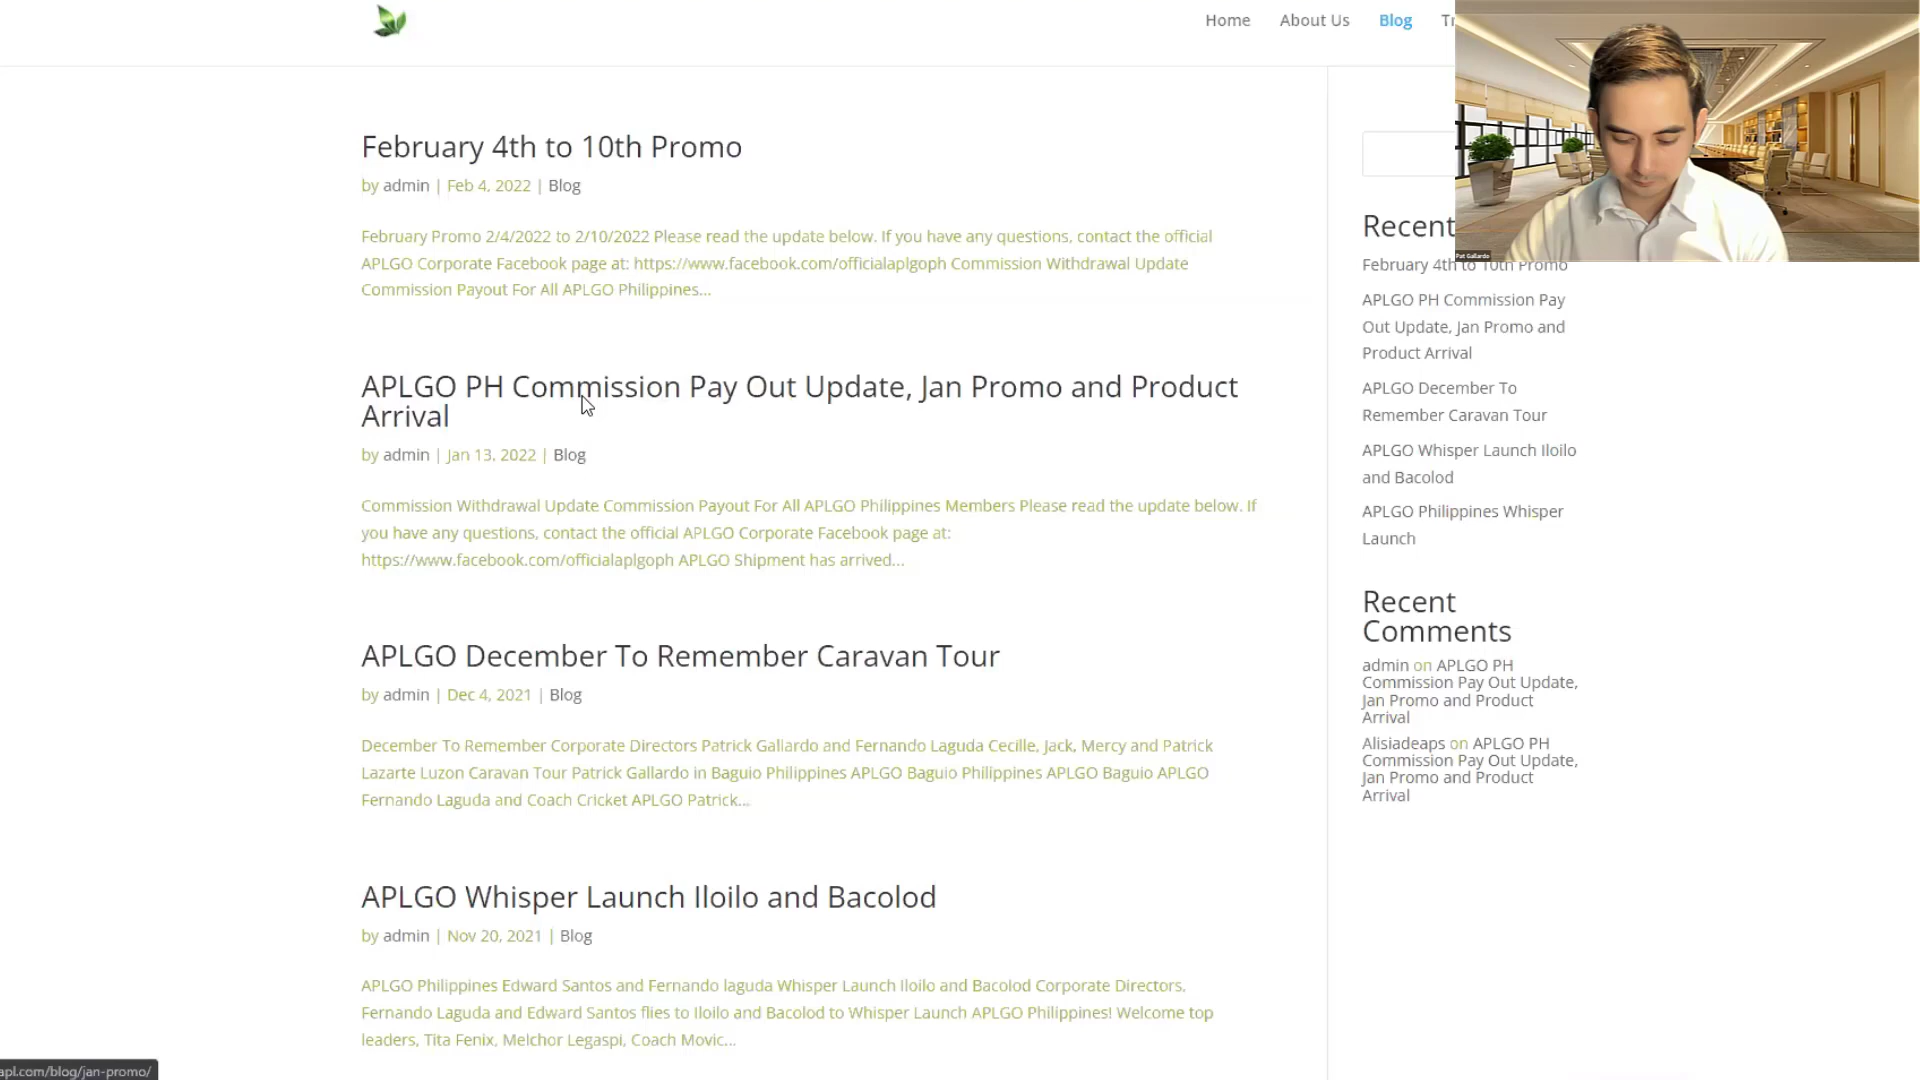 Home About Us Blog
February 4th to 10th Promo
by admin | Feb 4, 2022 | Blog
February Promo 2/4/2022 to 2/10/2022 Please read the update below. If you have any questions, contact the official
APLGO Corporate Facebook page at: https://www.facebook.com/officialaplgoph Commission Withdrawal Update
Commission Payout For All APLGO Philippines...
APLGO PH Commission Pay Out Update, Jan Promo and Product
Arrival
by admin | Jan 13, 2022 | Blog
Commission Withdrawal Update Commission Payout For All APLGO Philippines Members Please read the update below. If
you have any questions, contact the official APLGO Corporate Facebook page at:
https://www.facebook.com/officialaplgoph APLGO Shipment has arrived...
APLGO December To Remember Caravan Tour
by admin | Dec 4, 2021 | Blog
December To Remember Corporate Directors Patrick Gallardo and Fernando Laguda Cecille, Jack, Mercy and Patrick
Lazarte Luzon Caravan Tour Patrick Gallardo in Baguio Philippines APLGO Baguio Philippines APLGO Baguio APLGO
Fernando Laguda and Coach Cricket APLGO Patrick...
APLGO Whisper Launch Iloilo and Bacolod
by admin | Nov 20, 2021 | Blog
APLGO Philippines Edward Santos and Fernando laguda Whisper Launch Iloilo and Bacolod Corporate Directors,
Fernando Laguda and Edward Santos flies to Iloilo and Bacolod to Whisper Launch APLGO Philippines! Welcome top
leaders, Tita Fenix, Melchor Legaspi, Coach Movic...
Recent
February 4th to 10th Promo
APLGO PH Commission Pay
Out Update, Jan Promo and
Product Arrival
APLGO December To
Remember Caravan Tour
APLGO Whisper Launch Iloilo
and Bacolod
APLGO Philippines Whisper
Launch
Recent
Comments
admin on APLGO PH
Commission Pay Out Update,
Jan Promo and Product
Arrival
Alisiadeaps on APLGO PH
Commission Pay Out Update,
Jan Promo and Product
Arrival
Pat Gallardo
apl.com/blog/jan-promo/